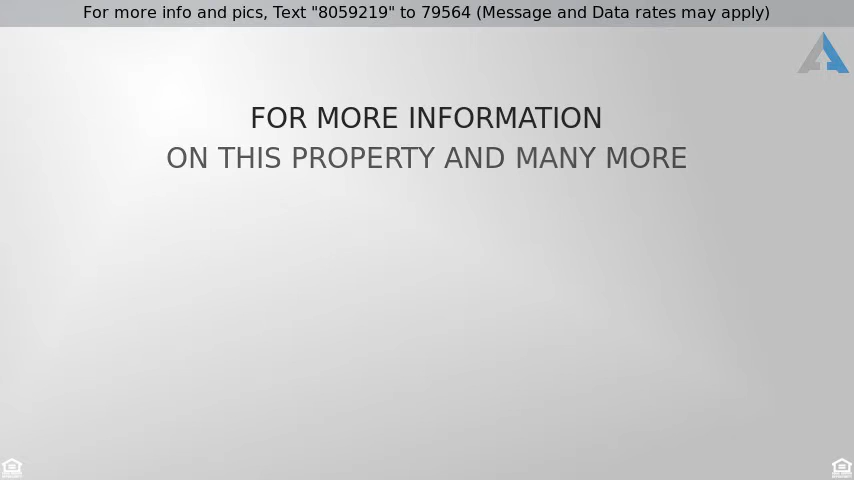 For more info and pics, Text "8059219" to 79564 (Message and Data rates may apply)
FOR MORE INFORMATION
ON THIS PROPERTY AND MANY MORE